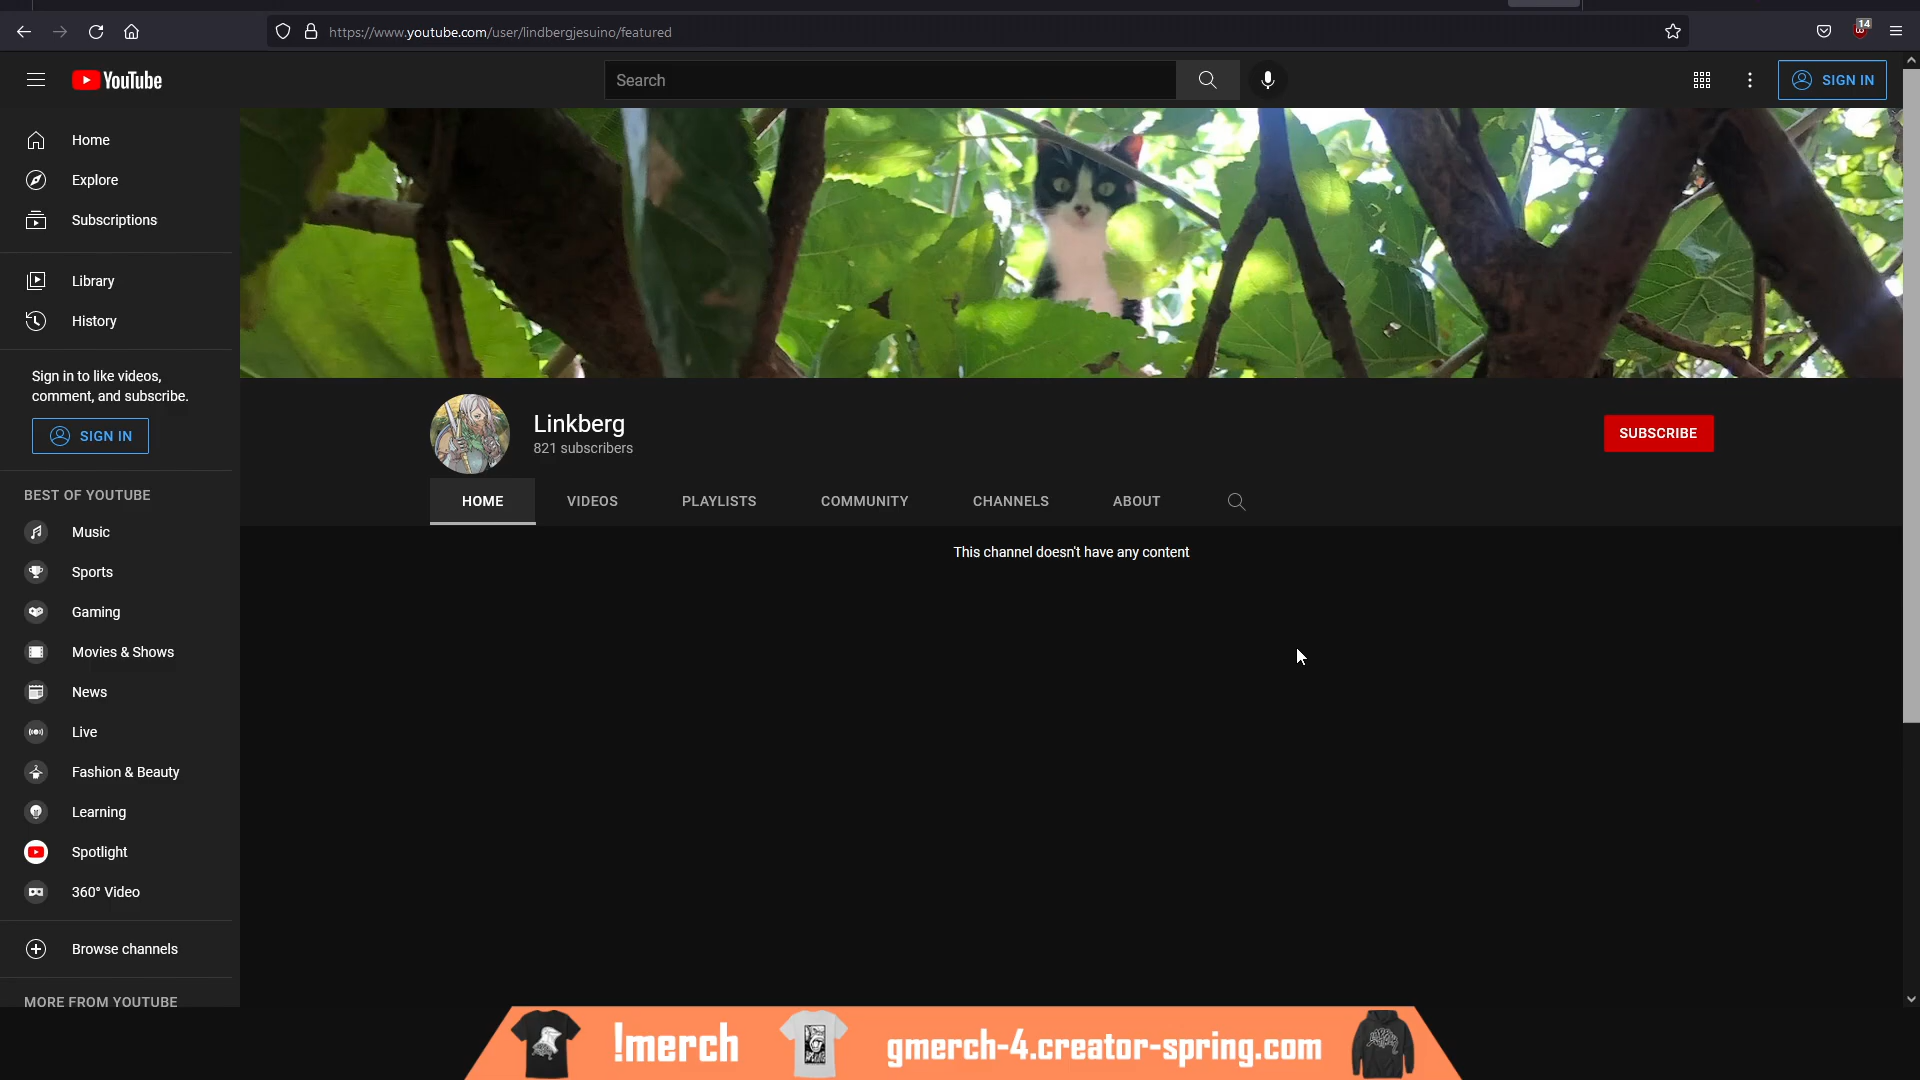 https://www.youtube.com/user/lindbergjesuino/featured
14
YouTube
Search
SIGN IN
Home
Explore
Subscriptions
Library
History
Sign in to like videos,
comment, and subscribe.
SIGN IN
BEST OF YOUTUBE
Music
Sports
Gaming
Movies & Shows
News
Live
Fashion & Beauty
Learning
Spotlight
360° Video
Browse channels
MORE FROM YOUTUBE
Linkberg
821 subscribers
SUBSCRIBE
HOME
VIDEOS
PLAYLISTS
COMMUNITY
CHANNELS
ABOUT
This channel doesn't have any content
!merch
gmerch-4.creator-spring.com